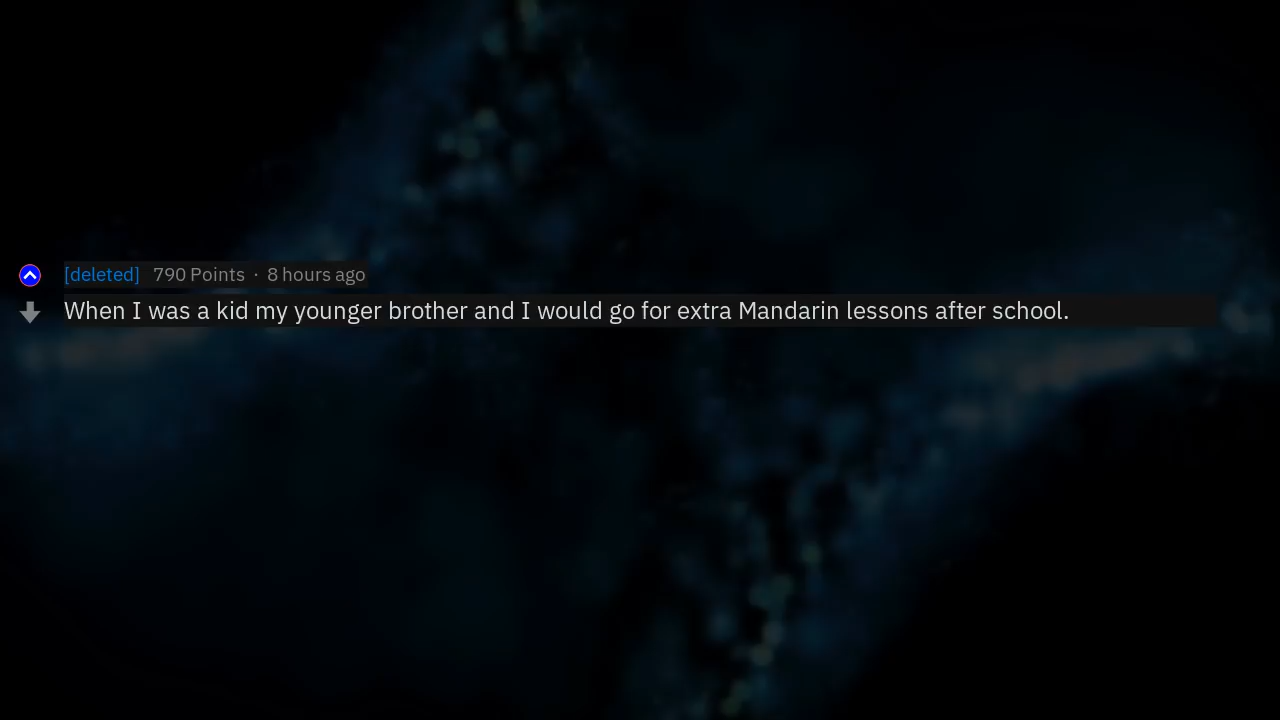 [deleted] 790 Points · 8 hours ago
When I was a kid my younger brother and I would go for extra Mandarin lessons after school.